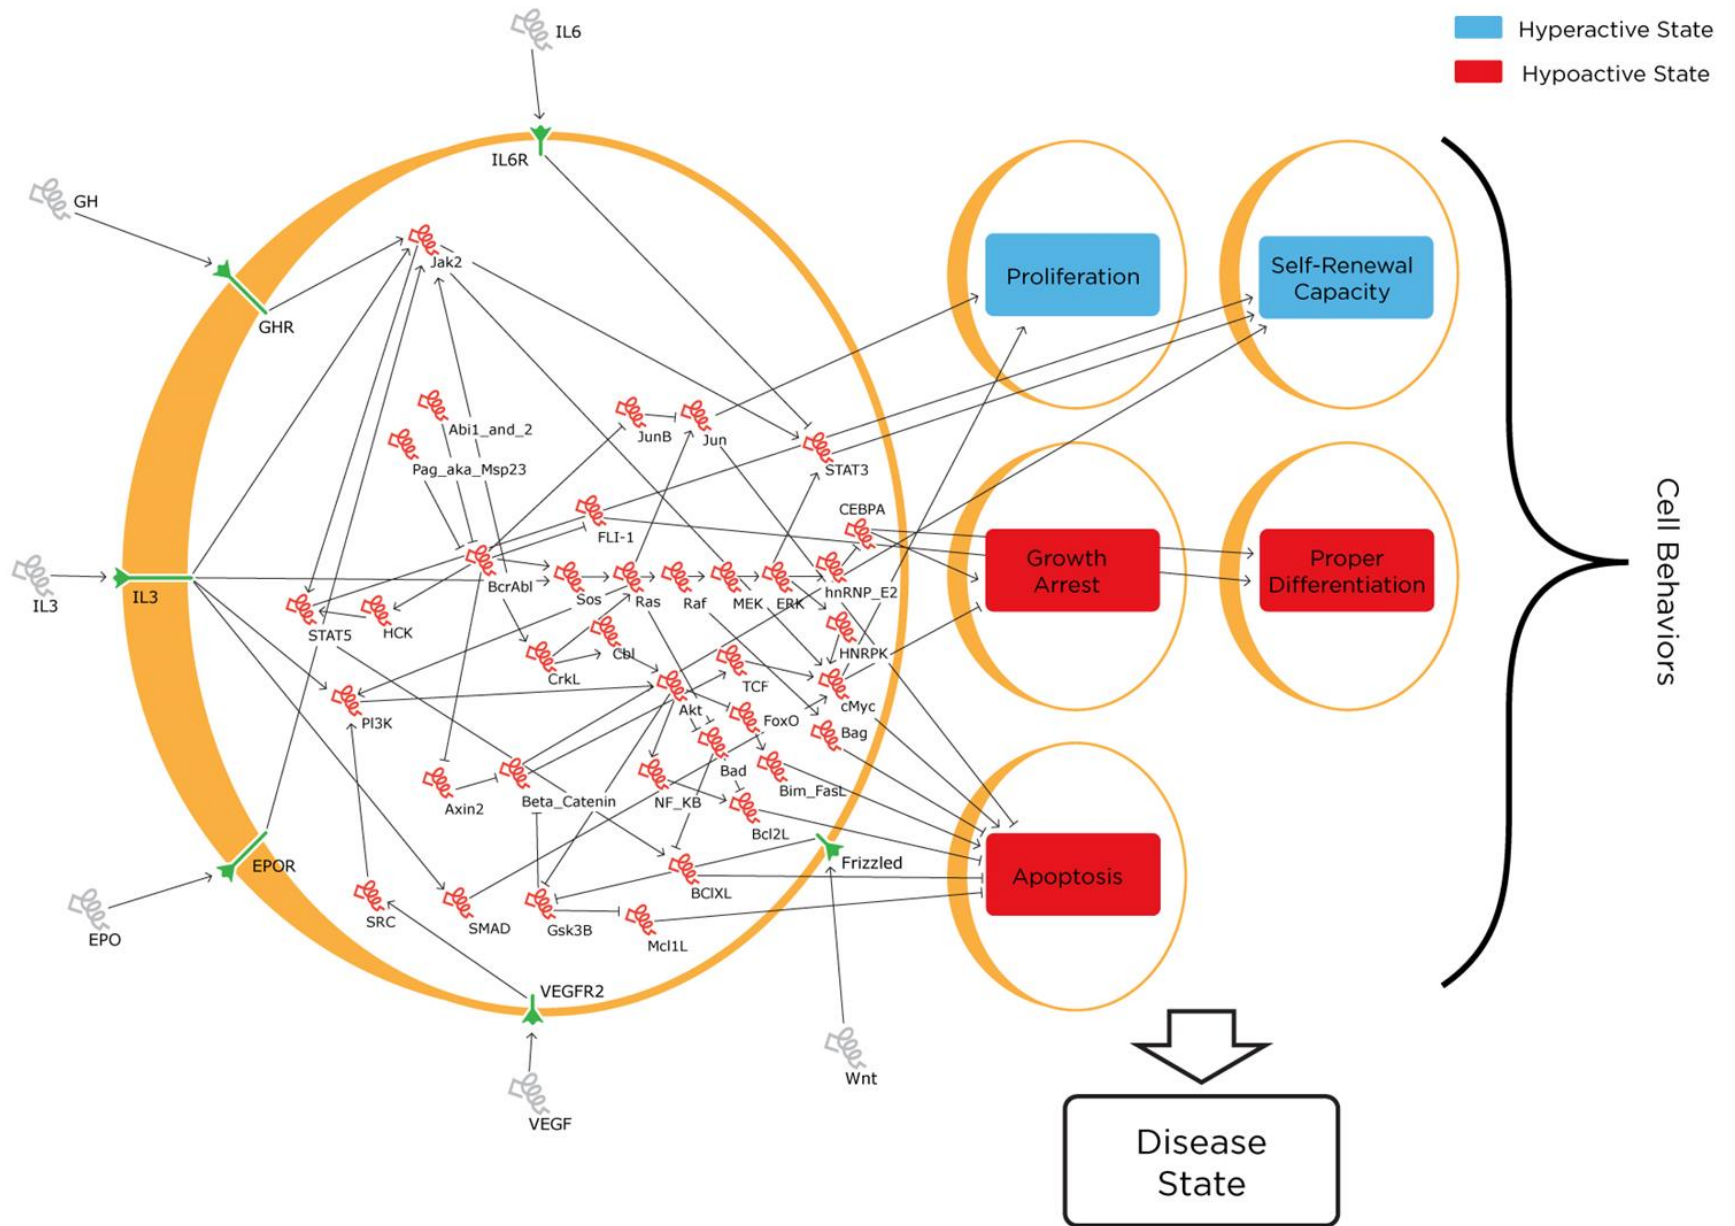 IL6
Hyperactive State
Hypoactive State
IL6R
GH
GHR
Jak2
Proliferation
Self-Renewal
Capacity
Abi1_and_2
JunB
Jun
Pag_aka_Msp23
STAT3
CEBPA
FLI-1
BcrAbl
Growth
Arrest
Proper
Differentiation
Cell Behaviors
IL3
IL3
Sos
Ras
Raf
MEK
ERK
hnRNP_E2
STAT5
HCK
HNRPK
CrkL
Cbl
TCF
PI3K
Akt
FoxO
cMyc
Bag
Bad
Bim_FasL
Axin2
Beta_Catenin
NF_KB
Bcl2L
Frizzled
EPOR
BClXL
Apoptosis
EPO
SRC
SMAD
Gsk3B
Mcl1L
VEGFR2
Wnt
VEGF
Disease
State